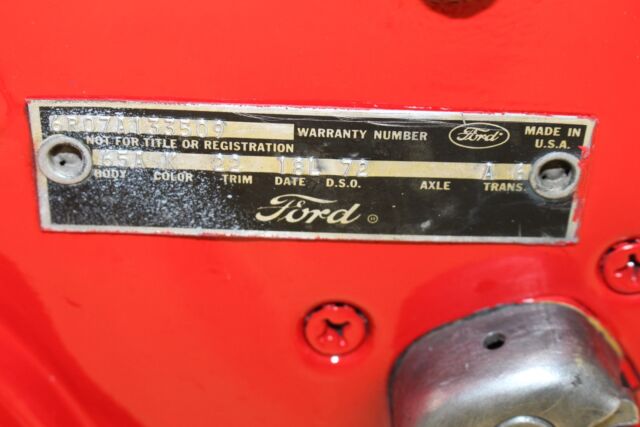 6R07A133509 WARRANTY NUMBER Ford MADE IN U.S.A.
NOT FOR TITLE OR REGISTRATION
65A K 22 18L 72 A 6
BODY COLOR TRIM DATE D.S.O. AXLE TRANS
Ford